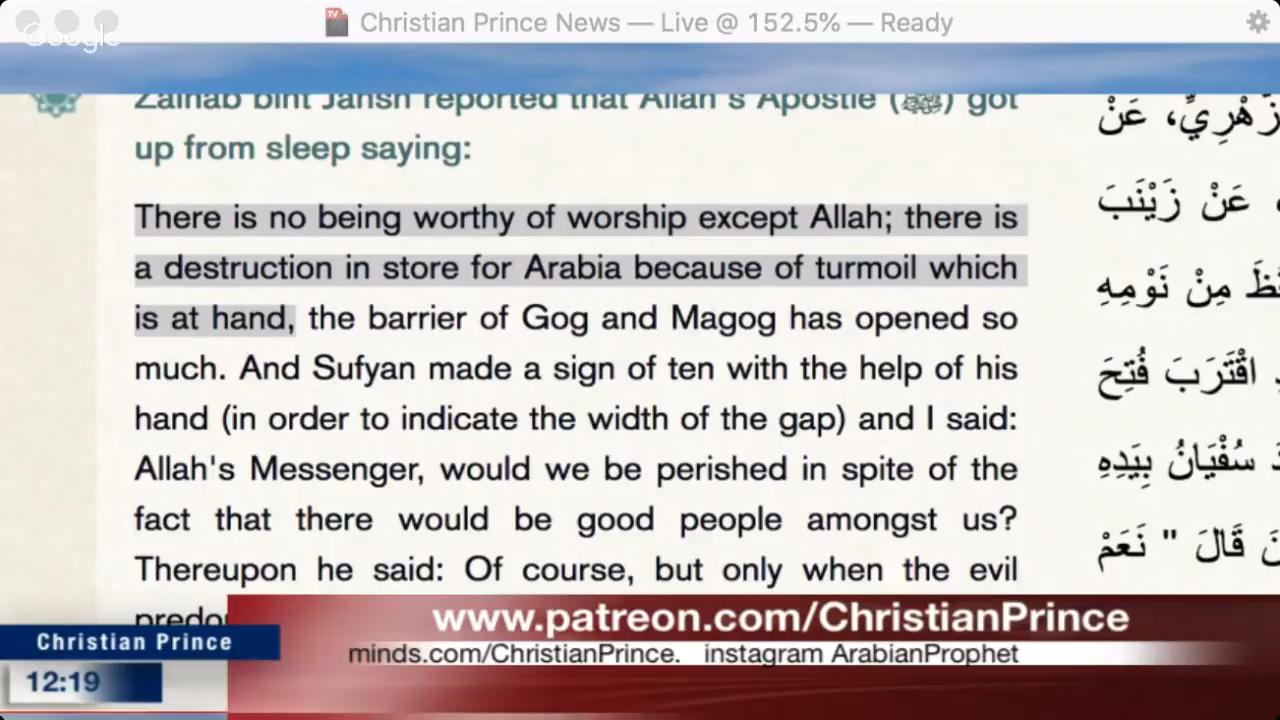 Christian Prince News — Live @ 152.5% — Ready
Google
TV
Zainab bint Jahsh reported that Allah's Apostle (ﷺ) got
up from sleep saying:
There is no being worthy of worship except Allah; there is
a destruction in store for Arabia because of turmoil which
is at hand, the barrier of Gog and Magog has opened so
much. And Sufyan made a sign of ten with the help of his
hand (in order to indicate the width of the gap) and I said:
Allah's Messenger, would we be perished in spite of the
fact that there would be good people amongst us?
Thereupon he said: Of course, but only when the evil
زُّهْرِيِّ، عَنْ
عَنْ زَيْنَبَ
مِنْ نَوْمِهِ
اقْتَرَبَ فُتِحَ
سُفْيَانُ بِيَدِهِ
قَالَ " نَعَمْ
www.patreon.com/ChristianPrince
Christian Prince
minds.com/ChristianPrince. instagram ArabianProphet
12:19